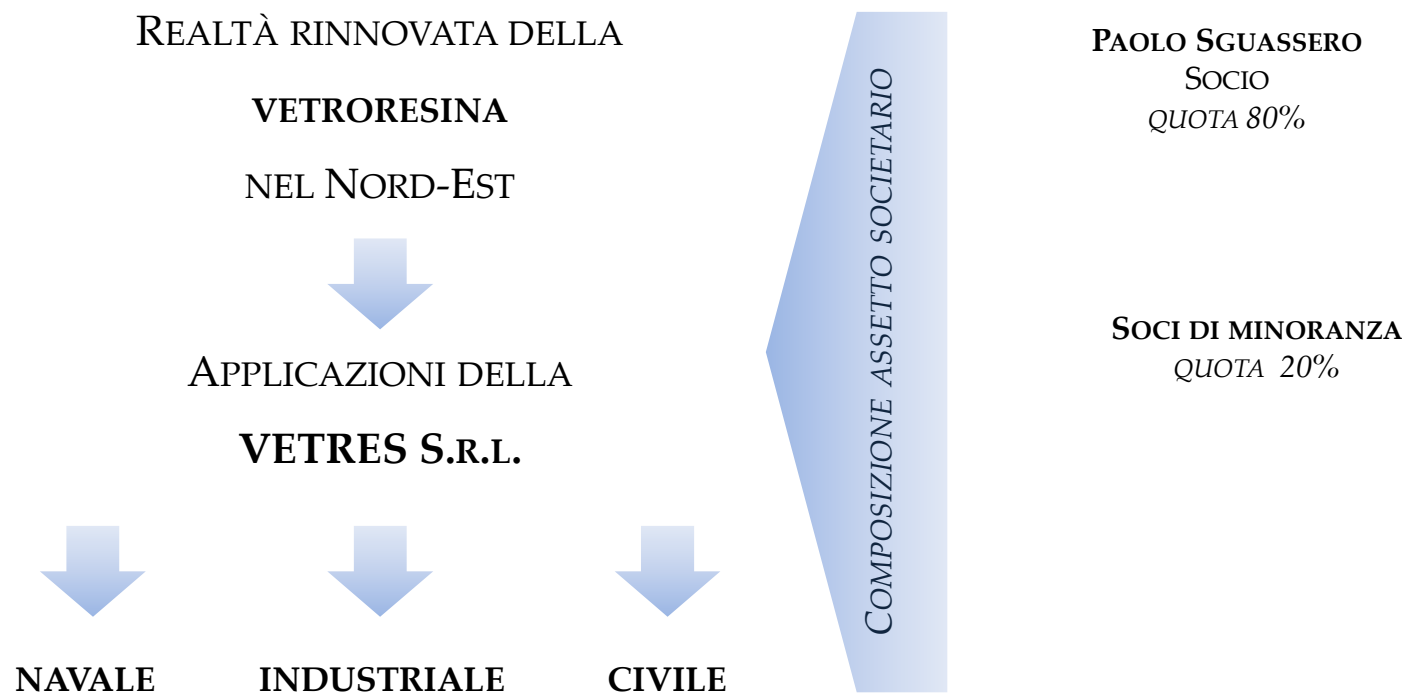 Realtà rinnovata della
VETRORESINA
nel Nord-Est
Applicazioni della
VETRES S.r.l.
NAVALE
INDUSTRIALE
CIVILE
Composizione assetto societario
Paolo Sguassero
Socio
quota 80%
Soci di minoranza
quota 20%